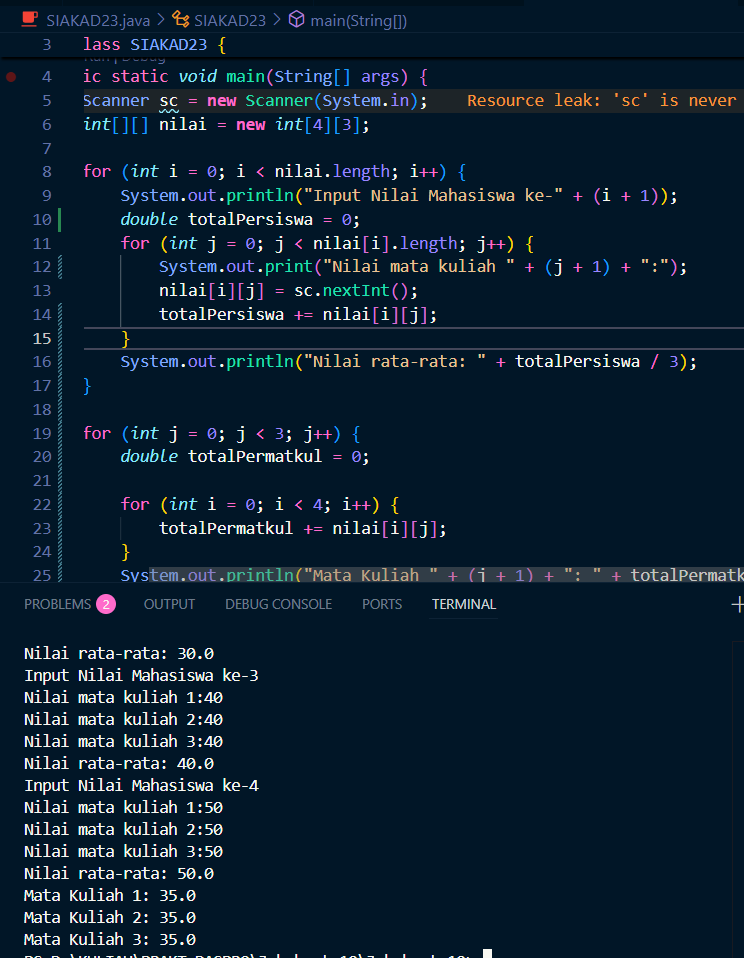 SIAKAD23.java > SIAKAD23 > main(String[])
3 lass SIAKAD23 {
4 ic static void main(String[] args) {
5 Scanner sc = new Scanner(System.in); Resource leak: 'sc' is never
6 int[][] nilai = new int[4][3];
7
8 for (int i = 0; i < nilai.length; i++) {
9 System.out.println("Input Nilai Mahasiswa ke-" + (i + 1));
10 double totalPersiswa = 0;
11 for (int j = 0; j < nilai[i].length; j++) {
12 System.out.print("Nilai mata kuliah " + (j + 1) + ":");
13 nilai[i][j] = sc.nextInt();
14 totalPersiswa += nilai[i][j];
15 }
16 System.out.println("Nilai rata-rata: " + totalPersiswa / 3);
17 }
18
19 for (int j = 0; j < 3; j++) {
20 double totalPermatkul = 0;
21
22 for (int i = 0; i < 4; i++) {
23 totalPermatkul += nilai[i][j];
24 }
25 System.out.println("Mata Kuliah " + (j + 1) + ": " + totalPermatk
PROBLEMS 2 OUTPUT DEBUG CONSOLE PORTS TERMINAL
Nilai rata-rata: 30.0
Input Nilai Mahasiswa ke-3
Nilai mata kuliah 1:40
Nilai mata kuliah 2:40
Nilai mata kuliah 3:40
Nilai rata-rata: 40.0
Input Nilai Mahasiswa ke-4
Nilai mata kuliah 1:50
Nilai mata kuliah 2:50
Nilai mata kuliah 3:50
Nilai rata-rata: 50.0
Mata Kuliah 1: 35.0
Mata Kuliah 2: 35.0
Mata Kuliah 3: 35.0